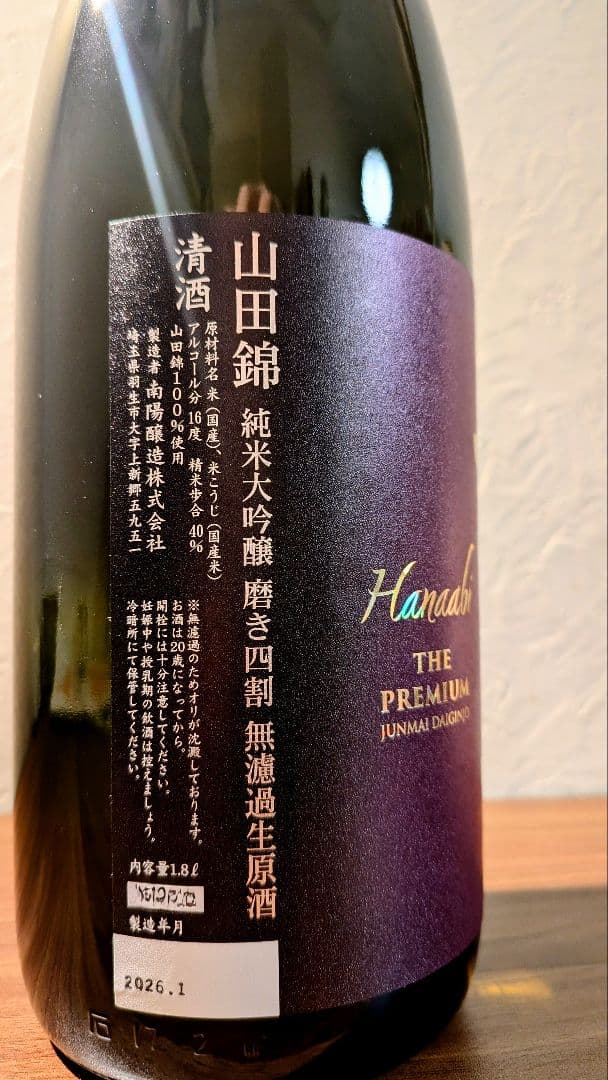 山田錦 純米大吟醸 磨き四割 無濾過生原酒
清酒
原材料名 米（国産）、米こうじ（国産米）
アルコール分 16度 精米歩合 40%
山田錦100%使用
製造者 南陽醸造株式会社
埼玉県羽生市大字上新郷五九五一
※無濾過のためオリが沈澱しております。
お酒は20歳になってから。
開栓には十分注意してください。
妊娠中や授乳期の飲酒は控えましょう。
冷暗所にて保管してください。
内容量1.8ℓ
製造年月
2026.1
Hanaabi
THE
PREMIUM
JUNMAI DAIGINJO